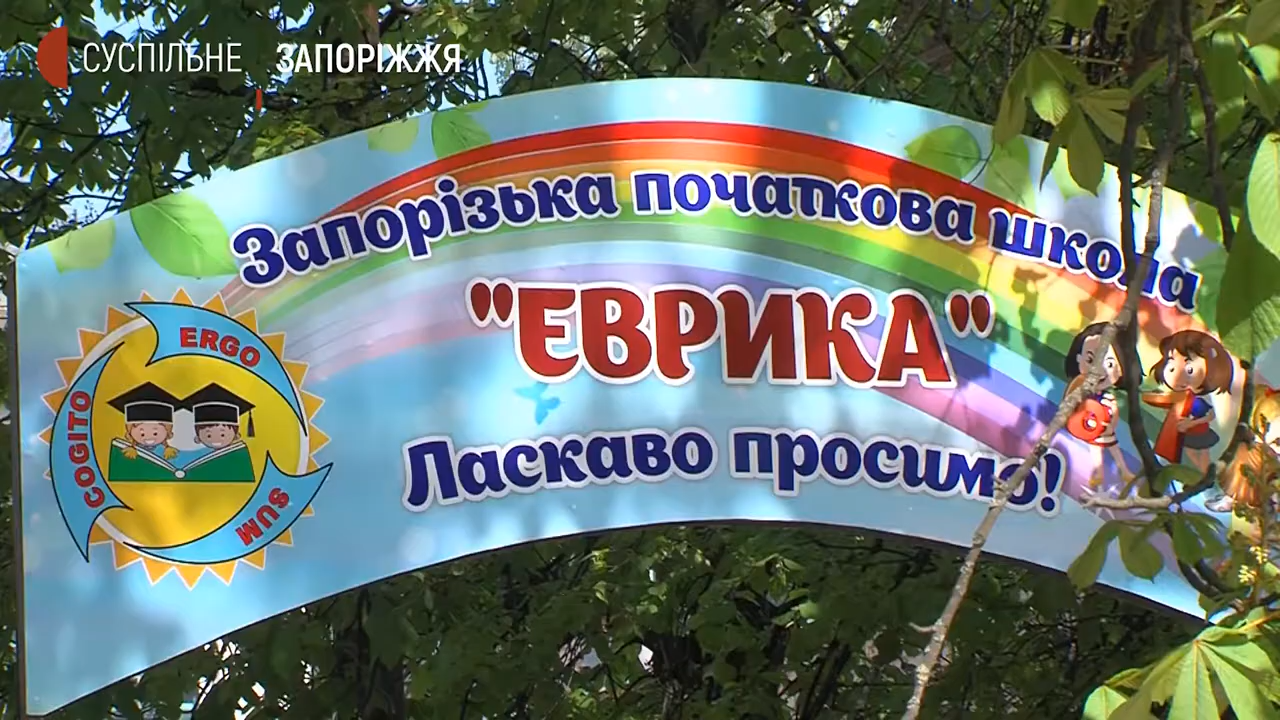 СУСПІЛЬНЕ ЗАПОРІЖЖЯ
Запорізька початкова школа
"ЕВРИКА"
Ласкаво просимо!
COGITO
ERGO
SUM